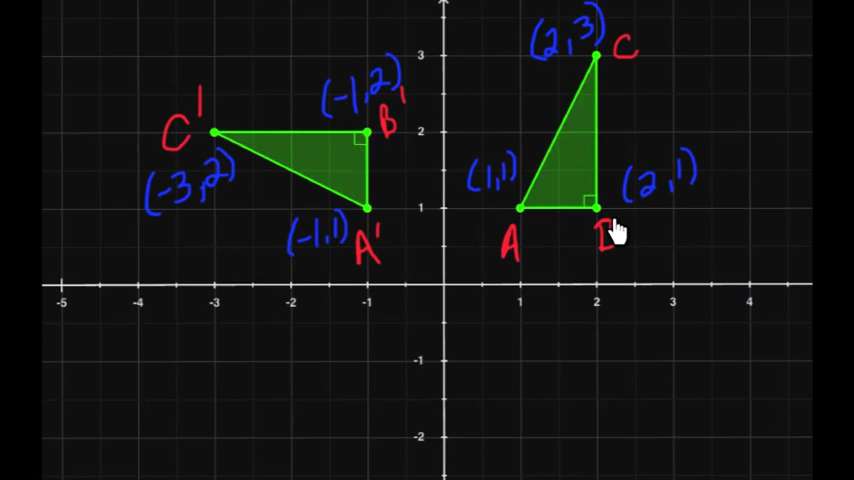 (2,3) C
3
(-1,2)
C' B'
2
(-3,2) (1,1) (2,1)
1
(-1,1) A' A
-5 -4 -3 -2 -1 1 2 3 4
-1
-2